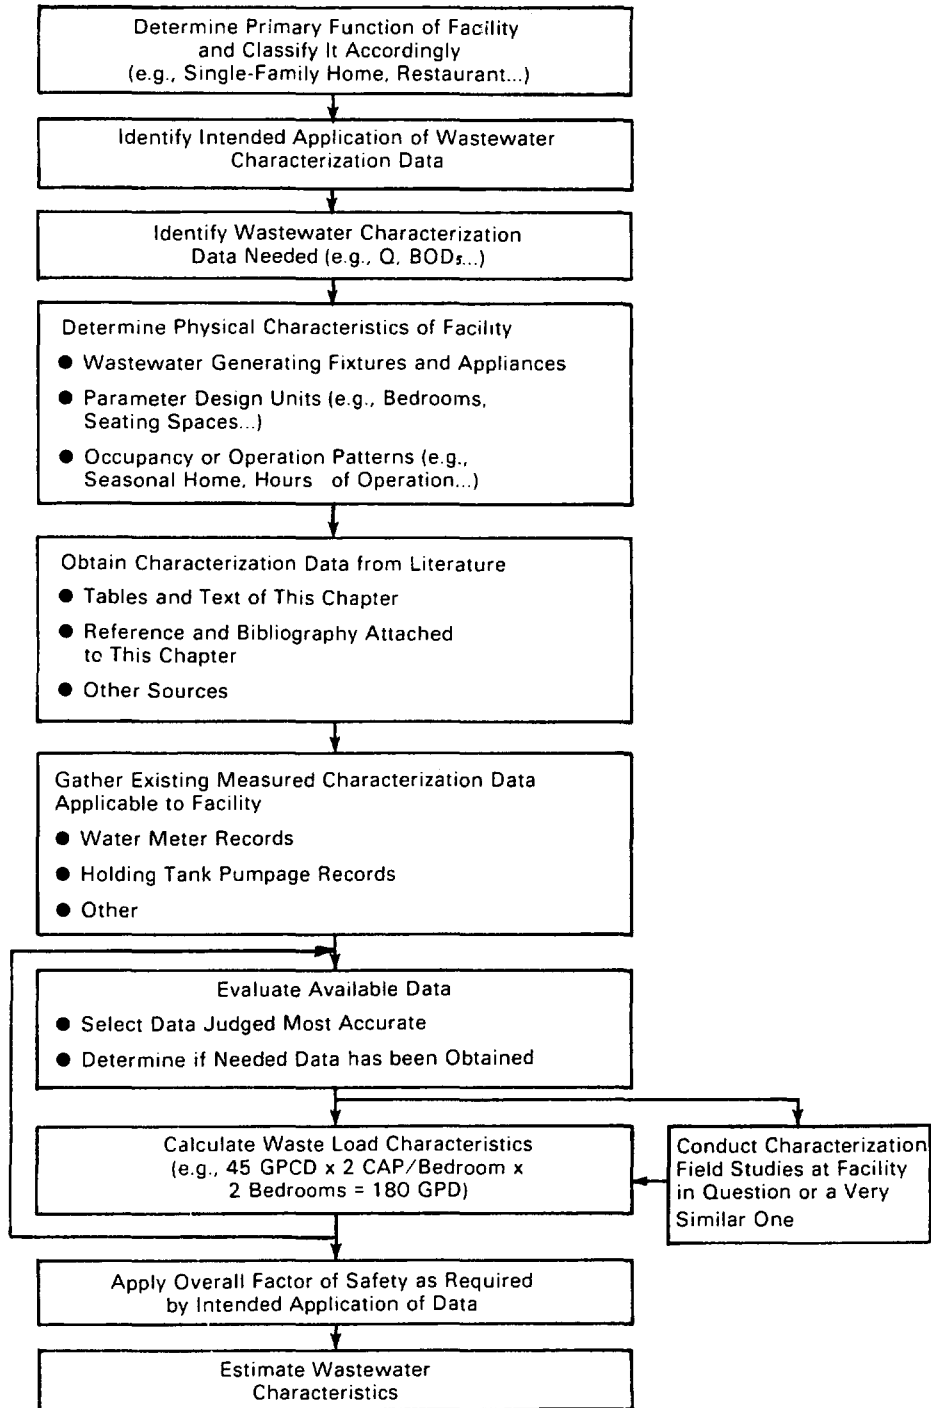 Determine Primary Function of Facility
and Classify It Accordingly
(e.g., Single-Family Home, Restaurant...)
Identify Intended Application of Wastewater
Characterization Data
Identify Wastewater Characterization
Data Needed (e.g., Q, BOD₅...)
Determine Physical Characteristics of Facility
● Wastewater Generating Fixtures and Appliances
● Parameter Design Units (e.g., Bedrooms,
Seating Spaces...)
● Occupancy or Operation Patterns (e.g.,
Seasonal Home, Hours of Operation...)
Obtain Characterization Data from Literature
● Tables and Text of This Chapter
● Reference and Bibliography Attached
to This Chapter
● Other Sources
Gather Existing Measured Characterization Data
Applicable to Facility
● Water Meter Records
● Holding Tank Pumpage Records
● Other
Evaluate Available Data
● Select Data Judged Most Accurate
● Determine if Needed Data has been Obtained
Calculate Waste Load Characteristics
(e.g., 45 GPCD x 2 CAP/Bedroom x
2 Bedrooms = 180 GPD)
Conduct Characterization
Field Studies at Facility
in Question or a Very
Similar One
Apply Overall Factor of Safety as Required
by Intended Application of Data
Estimate Wastewater
Characteristics